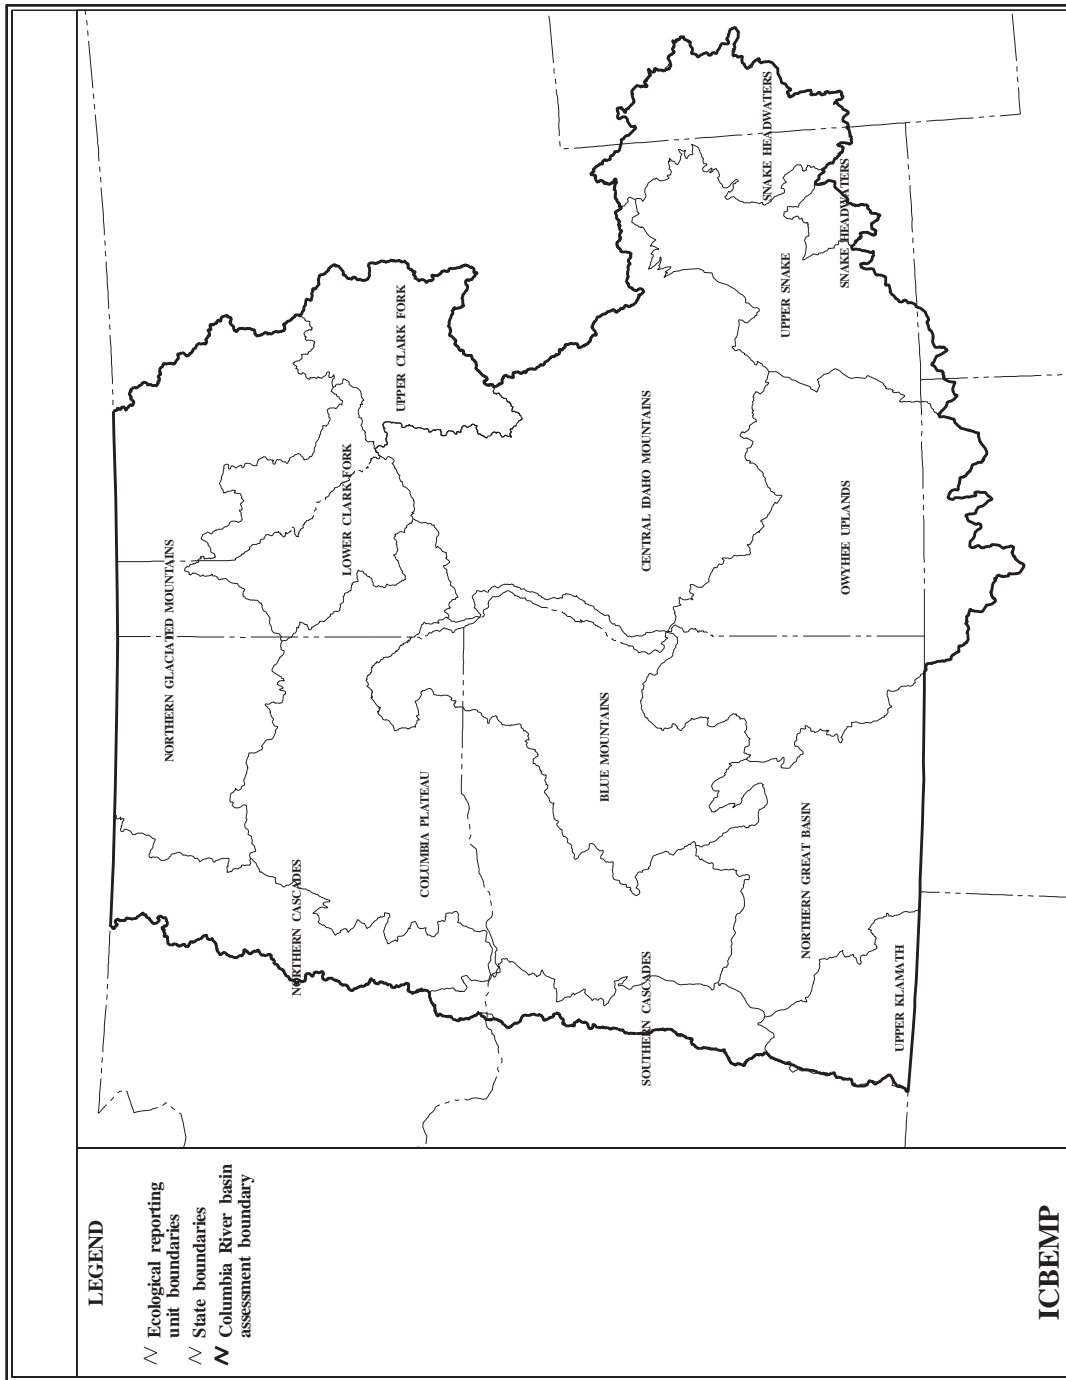 NORTHERN GLACIATED MOUNTAINS
NORTHERN CASCADES
LOWER CLARK FORK
UPPER CLARK FORK
COLUMBIA PLATEAU
BLUE MOUNTAINS
CENTRAL IDAHO MOUNTAINS
SOUTHERN CASCADES
SNAKE HEADWATERS
UPPER SNAKE
NORTHERN GREAT BASIN
OWYHEE UPLANDS
SNAKE HEADWATERS
UPPER KLAMATH
LEGEND
Ecological reporting
unit boundaries
State boundaries
Columbia River basin
assessment boundary
ICBEMP